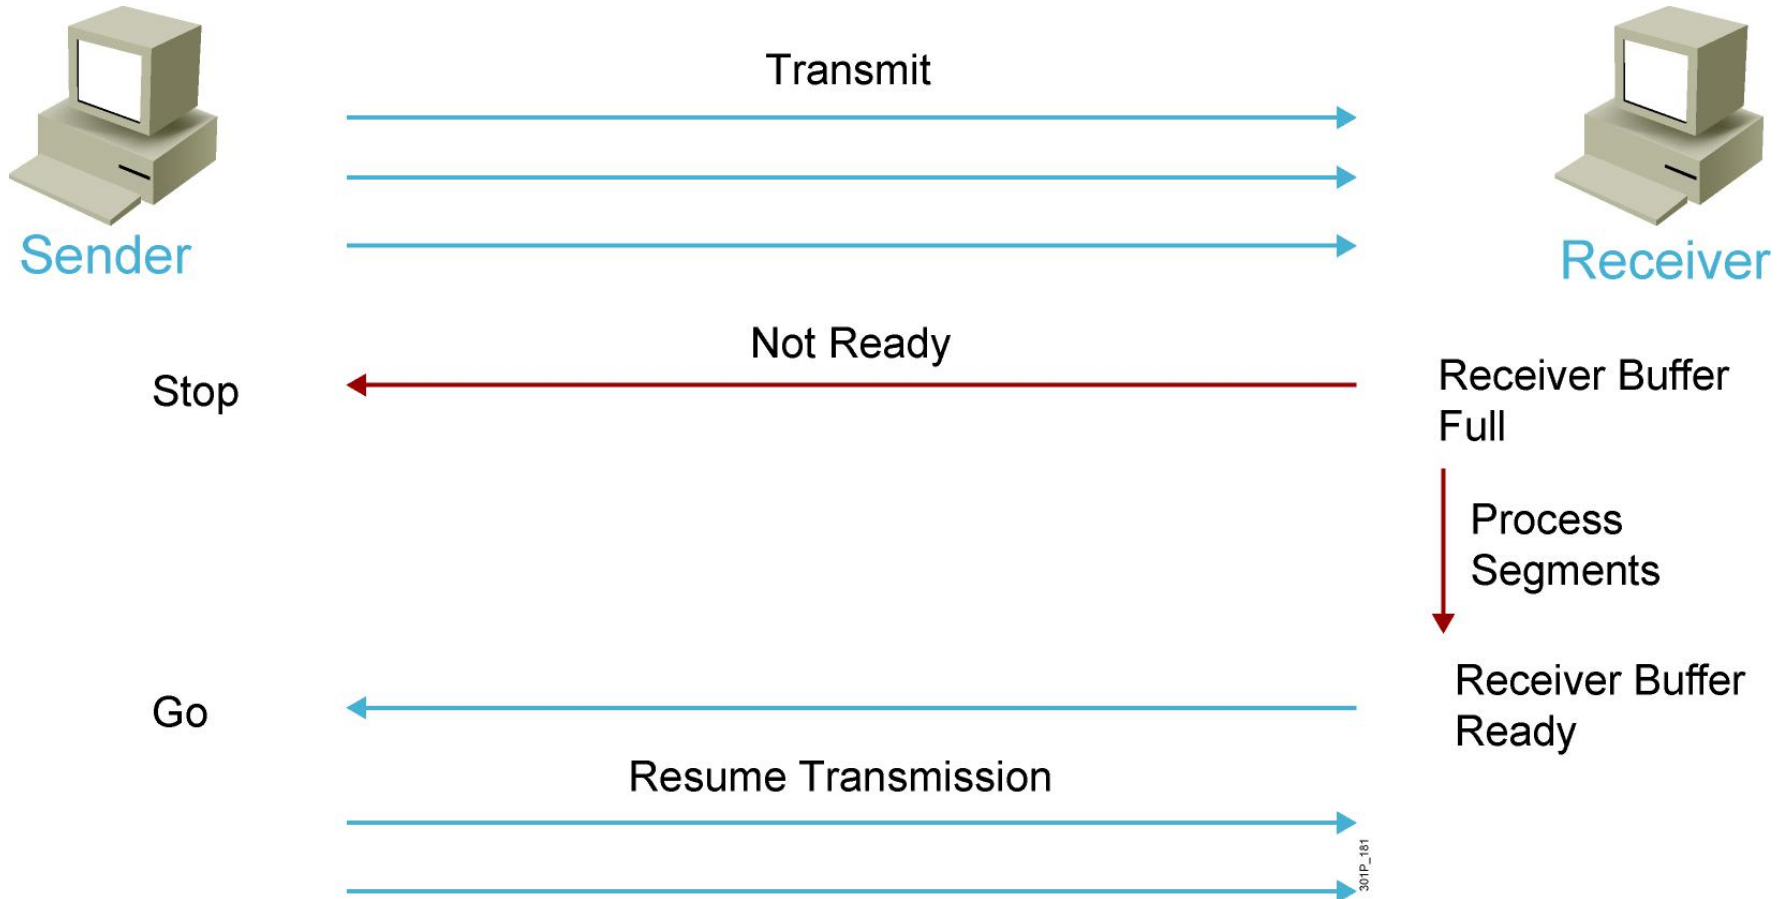 Transmit
Sender
Receiver
Not Ready
Stop
Receiver Buffer
Full
Process
Segments
Receiver Buffer
Ready
Go
Resume Transmission
301P_181